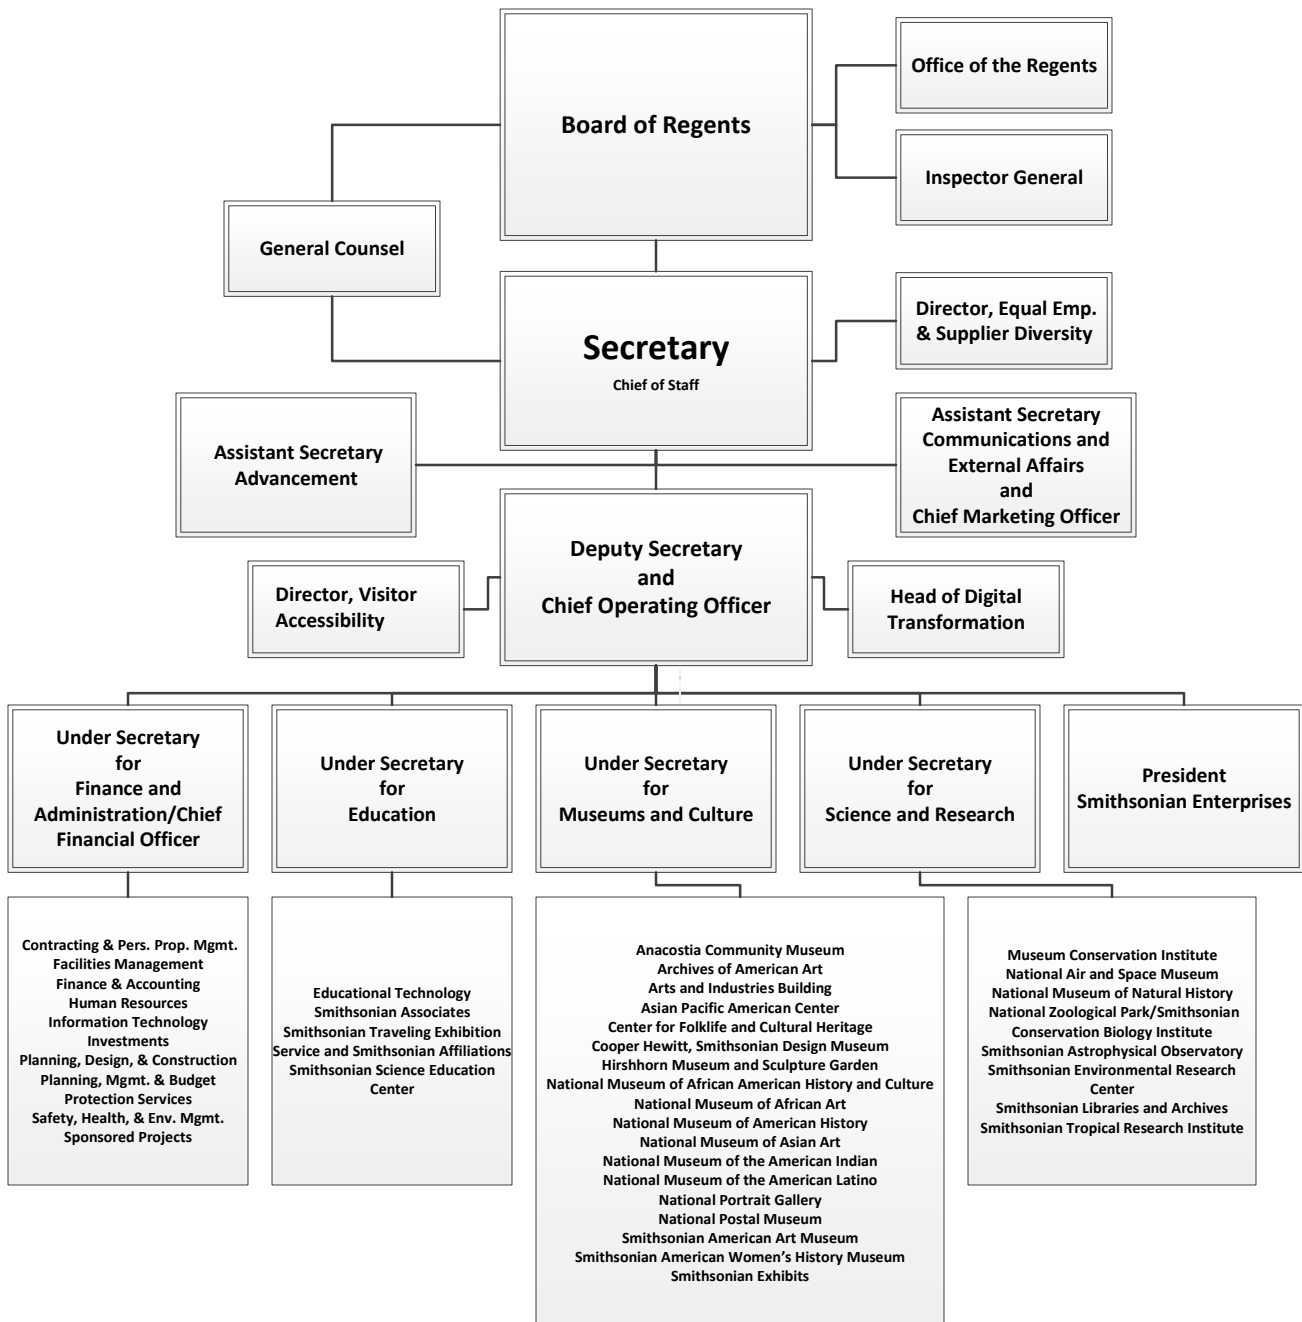 Board of Regents
Office of the Regents
Inspector General
General Counsel
Secretary
Chief of Staff
Director, Equal Emp.
& Supplier Diversity
Assistant Secretary
Advancement
Assistant Secretary
Communications and
External Affairs
and
Chief Marketing Officer
Deputy Secretary
and
Chief Operating Officer
Director, Visitor
Accessibility
Head of Digital
Transformation
Under Secretary
for
Finance and
Administration/Chief
Financial Officer
Under Secretary
for
Education
Under Secretary
for
Museums and Culture
Under Secretary
for
Science and Research
President
Smithsonian Enterprises
Contracting & Pers. Prop. Mgmt.
Facilities Management
Finance & Accounting
Human Resources
Information Technology
Investments
Planning, Design, & Construction
Planning, Mgmt. & Budget
Protection Services
Safety, Health, & Env. Mgmt.
Sponsored Projects
Educational Technology
Smithsonian Associates
Smithsonian Traveling Exhibition
Service and Smithsonian Affiliations
Smithsonian Science Education
Center
Anacostia Community Museum
Archives of American Art
Arts and Industries Building
Asian Pacific American Center
Center for Folklife and Cultural Heritage
Cooper Hewitt, Smithsonian Design Museum
Hirshhorn Museum and Sculpture Garden
National Museum of African American History and Culture
National Museum of African Art
National Museum of American History
National Museum of Asian Art
National Museum of the American Indian
National Museum of the American Latino
National Portrait Gallery
National Postal Museum
Smithsonian American Art Museum
Smithsonian American Women’s History Museum
Smithsonian Exhibits
Museum Conservation Institute
National Air and Space Museum
National Museum of Natural History
National Zoological Park/Smithsonian
Conservation Biology Institute
Smithsonian Astrophysical Observatory
Smithsonian Environmental Research
Center
Smithsonian Libraries and Archives
Smithsonian Tropical Research Institute